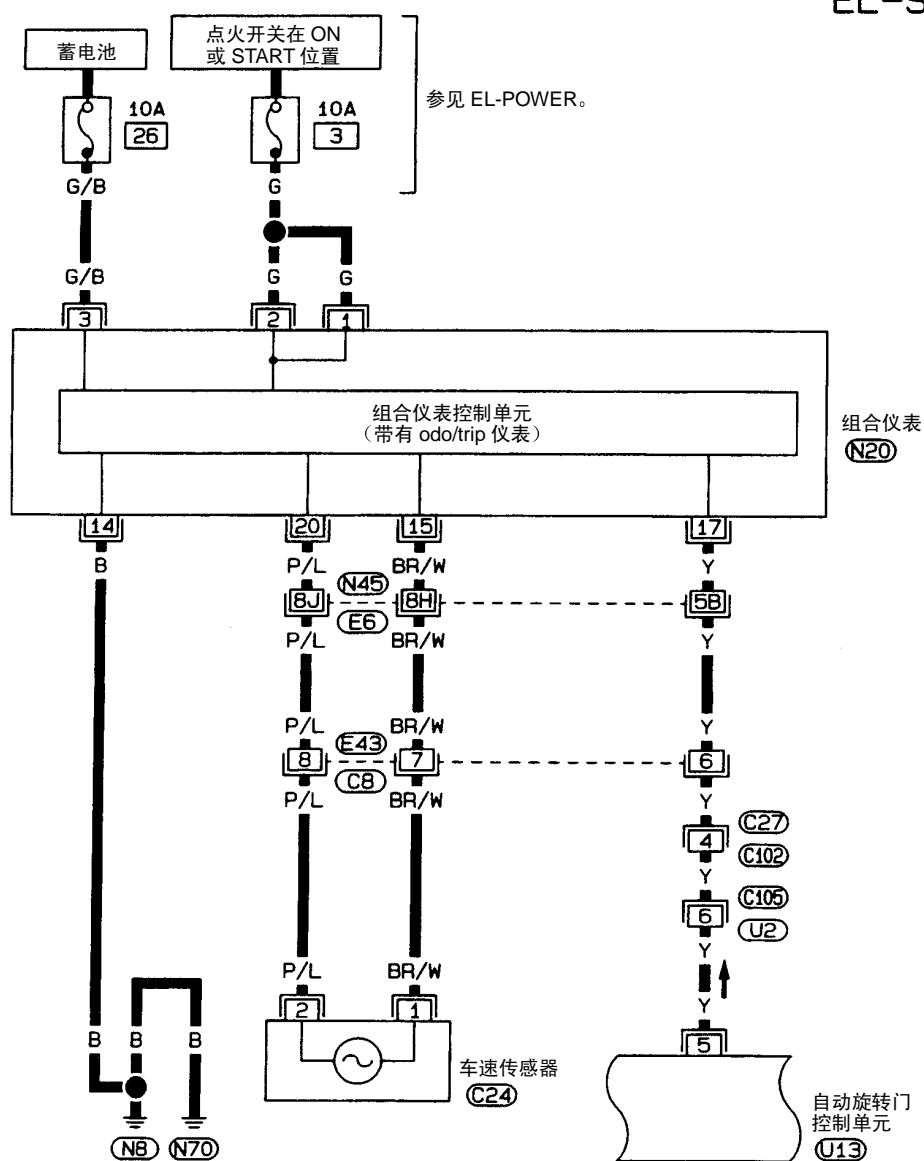 EL-S
蓄电池
点火开关在 ON
或 START 位置
参见 EL-POWER。
10A
26
10A
3
G/B
G
G/B
G
G
3
2
1
组合仪表控制单元
（带有 odo/trip 仪表）
组合仪表
N20
14
20
15
17
B
P/L
BR/W
Y
8J
N45
8H
5B
E6
P/L
BR/W
Y
P/L
BR/W
Y
8
E43
7
6
C8
P/L
BR/W
Y
4
C27
C102
Y
6
C105
U2
Y
P/L
BR/W
Y
2
1
5
B
B
B
车速传感器
C24
自动旋转门
控制单元
U13
N8
N70